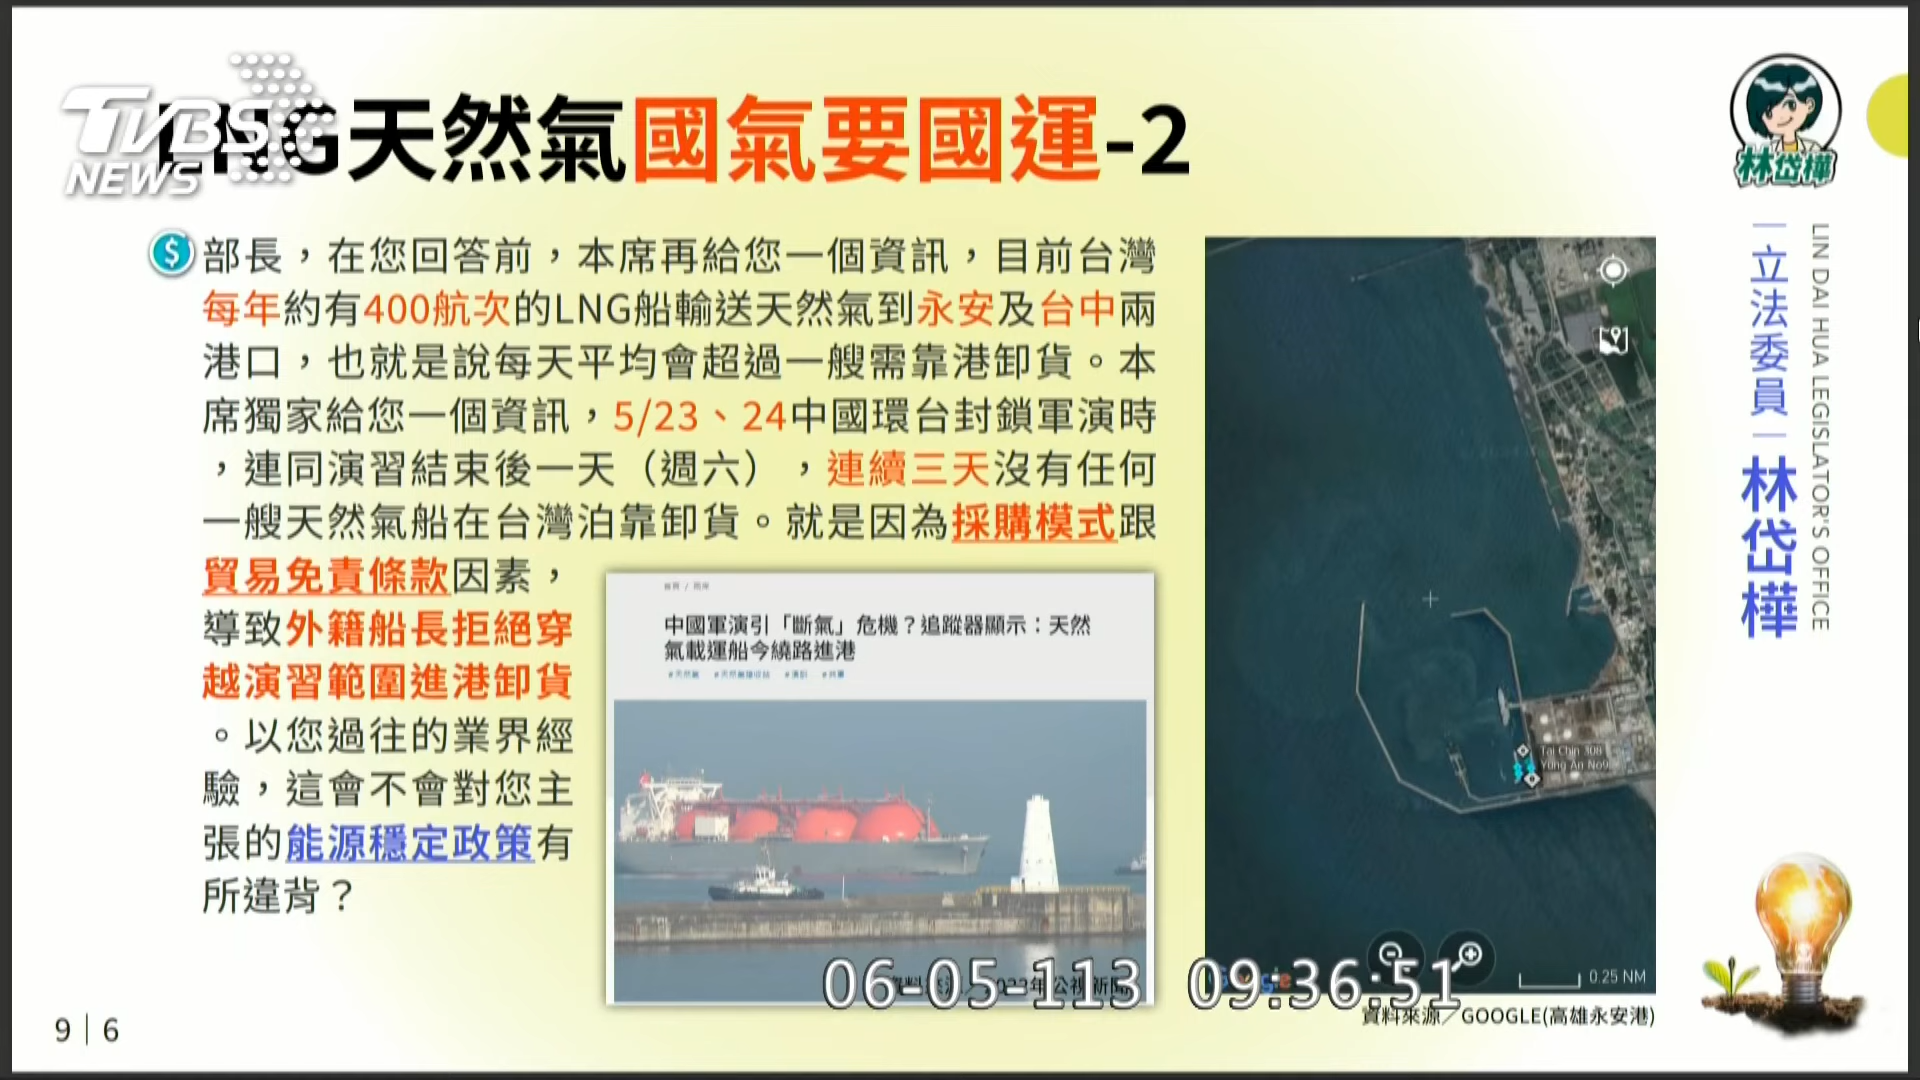 TVBS
NEWS
LNG天然氣國氣要國運-2
林岱樺
部長，在您回答前，本席再給您一個資訊，目前台灣
每年約有400航次的LNG船輸送天然氣到永安及台中兩
港口，也就是說每天平均會超過一艘需靠港卸貨。本
席獨家給您一個資訊，5/23、24中國環台封鎖軍演時
，連同演習結束後一天（週六），連續三天沒有任何
一艘天然氣船在台灣泊靠卸貨。就是因為採購模式跟
貿易免責條款因素，
導致外籍船長拒絕穿
越演習範圍進港卸貨
。以您過往的業界經
驗，這會不會對您主
張的能源穩定政策有
所違背？
中國軍演引「斷氣」危機？追蹤器顯示：天然
氣載運船今繞路進港
Tai Chin 308
Yung An No9
0.25 NM
資料來源／GOOGLE(高雄永安港)
06-05-113 09:36:51
立法委員
林岱樺
LIN DAI HUA LEGISLATOR'S OFFICE
9 | 6